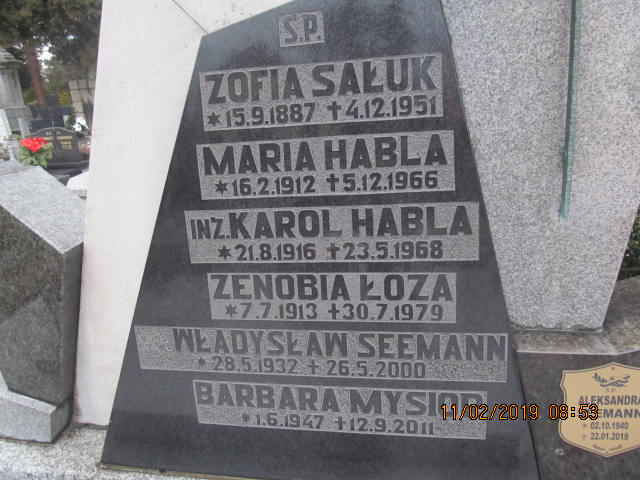 Ś.P.
ZOFIA SAŁUK
* 15.9.1887 † 4.12.1951
MARIA HABLA
* 16.2.1912 † 5.12.1966
INŻ. KAROL HABLA
* 21.8.1916 † 23.5.1968
ZENOBIA ŁOZA
* 7.7.1913 † 30.7.1979
WŁADYSŁAW SEEMANN
* 28.5.1932 † 26.5.2000
BARBARA MYSIOR
* 1.6.1947 † 12.9.2011
11/02/2019 08:53
Ś.P.
ALEKSANDRA
SEEMANN
* 02.10.1940
† 22.01.2019